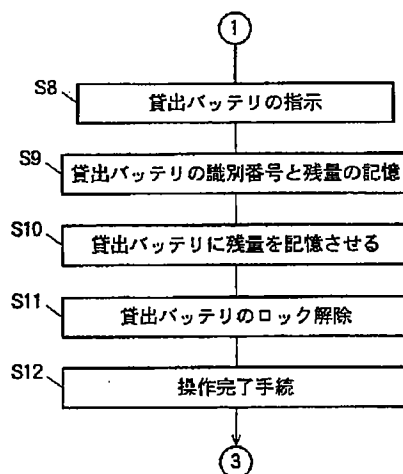 1
S8
貸出バッテリの指示
S9
貸出バッテリの識別番号と残量の記憶
S10
貸出バッテリに残量を記憶させる
S11
貸出バッテリのロック解除
S12
操作完了手続
3